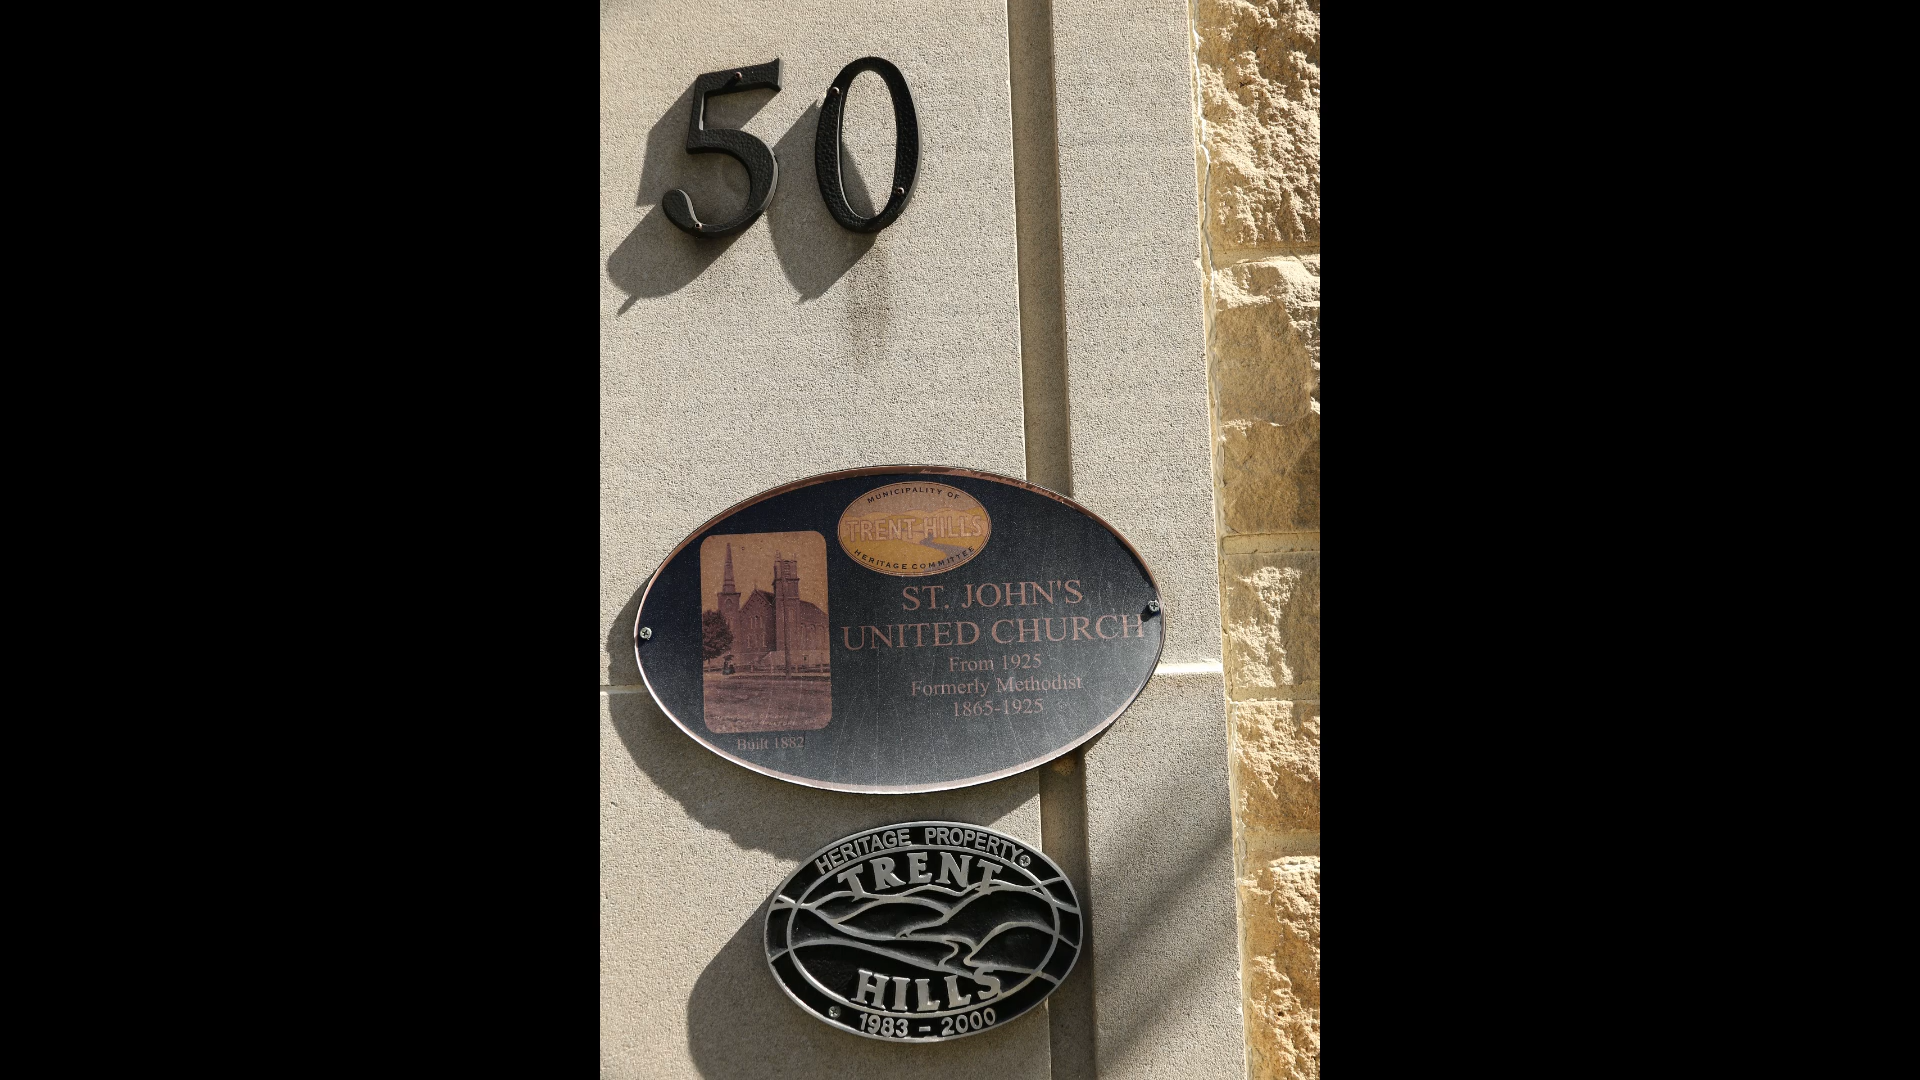 50
MUNICIPALITY OF
TRENT HILLS
HERITAGE COMMITTEE
ST. JOHN'S
UNITED CHURCH
From 1925
Formerly Methodist
1865-1925
Built 1882
HERITAGE PROPERTY
TRENT
HILLS
1983 - 2000